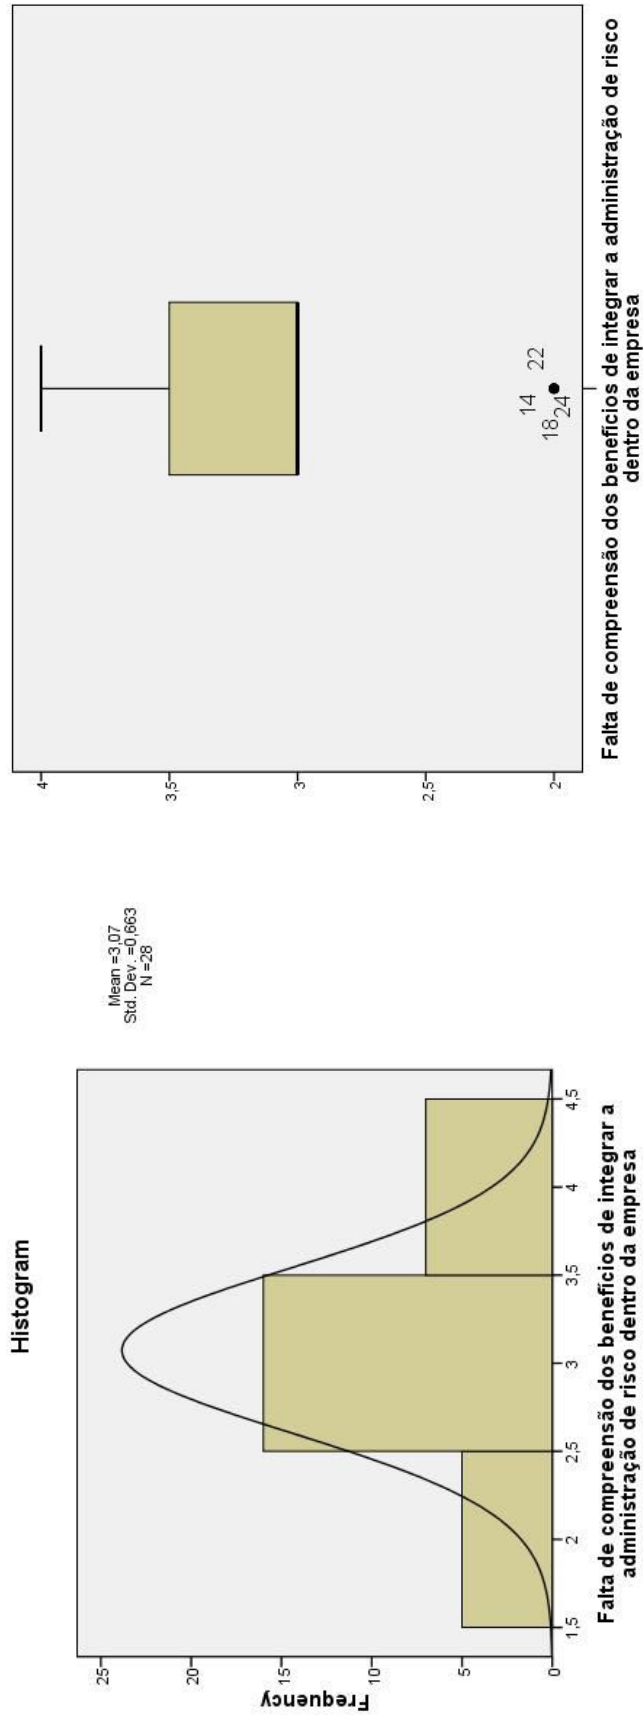 Histogram
Frequency
25
20
15
10
5
0
1,5
2
2,5
3
3,5
4
4,5
Falta de compreensão dos benefícios de integrar a
administração de risco dentro da empresa
Mean =3,07
Std. Dev. =0,663
N =28
4
3,5
3
2,5
2
14
22
18
24
Falta de compreensão dos benefícios de integrar a administração de risco
dentro da empresa